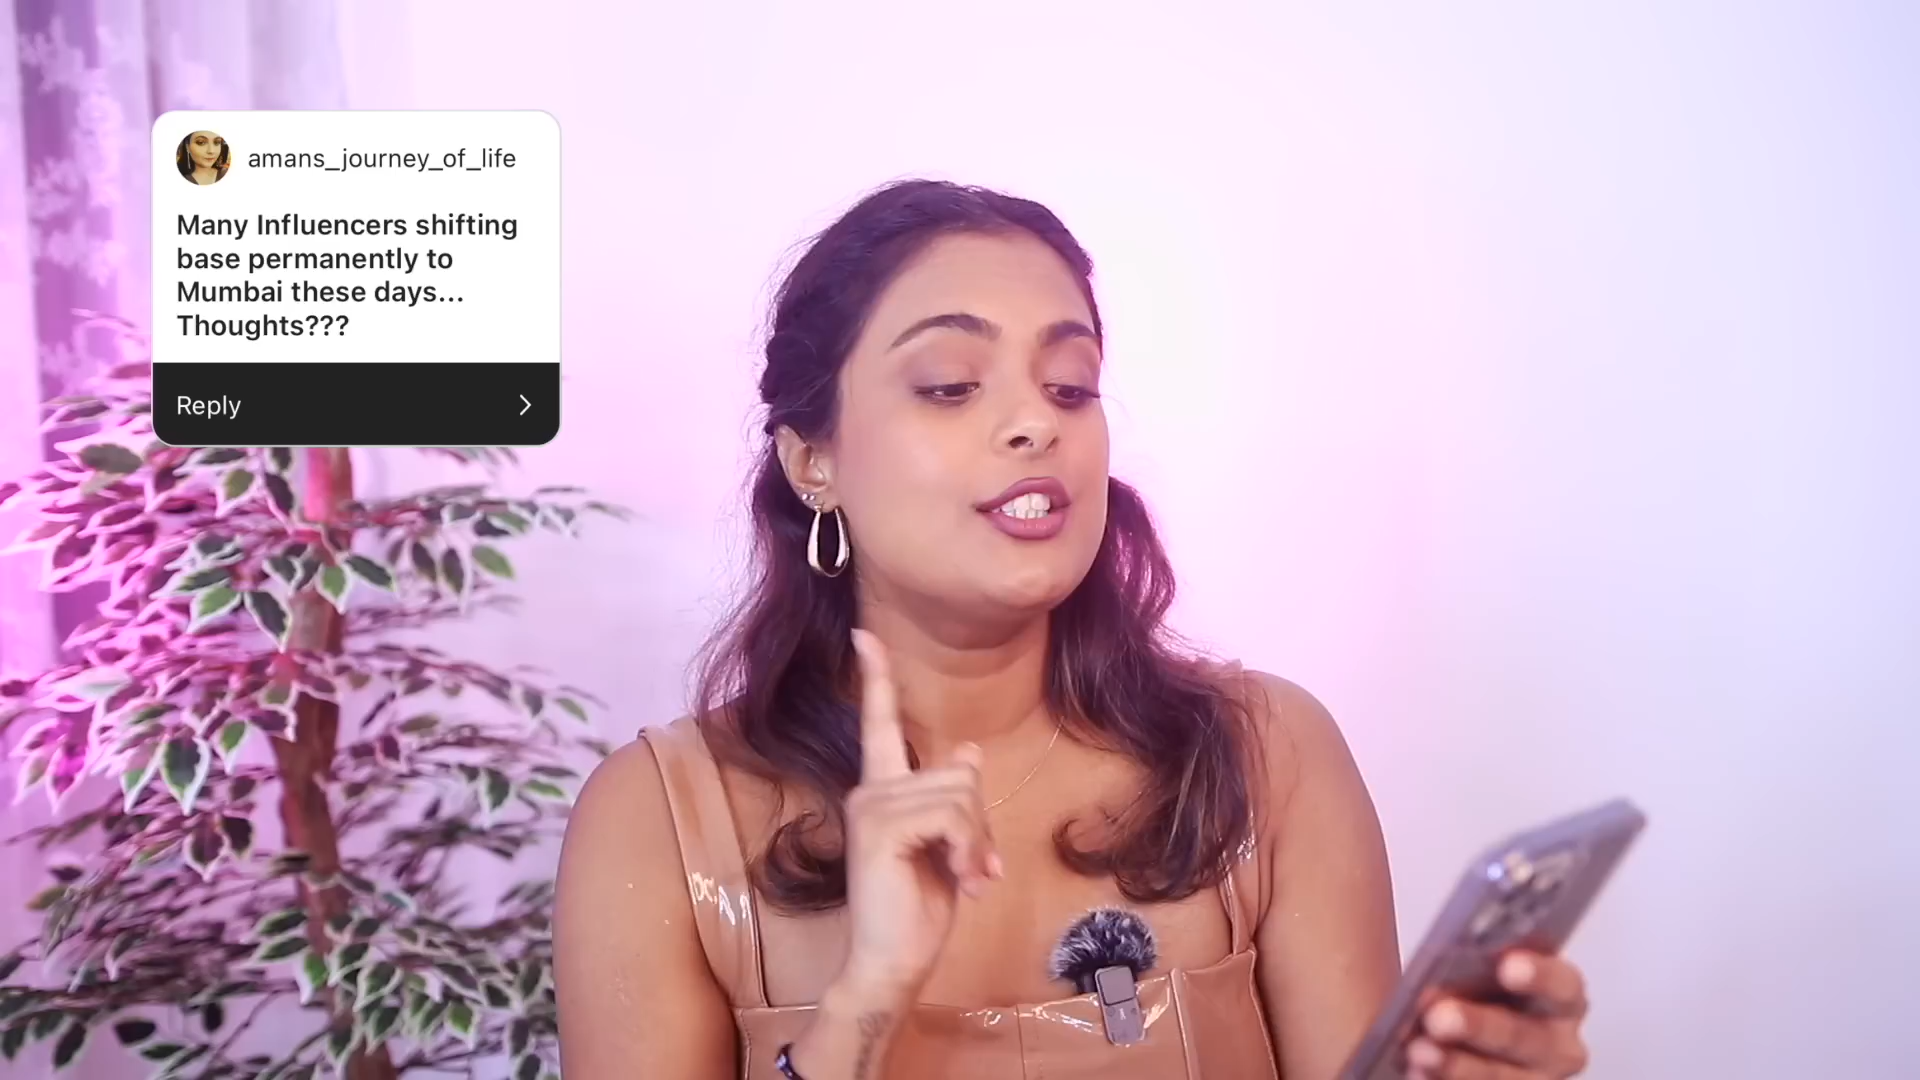 amans_journey_of_life
Many Influencers shifting
base permanently to
Mumbai these days...
Thoughts???
Reply